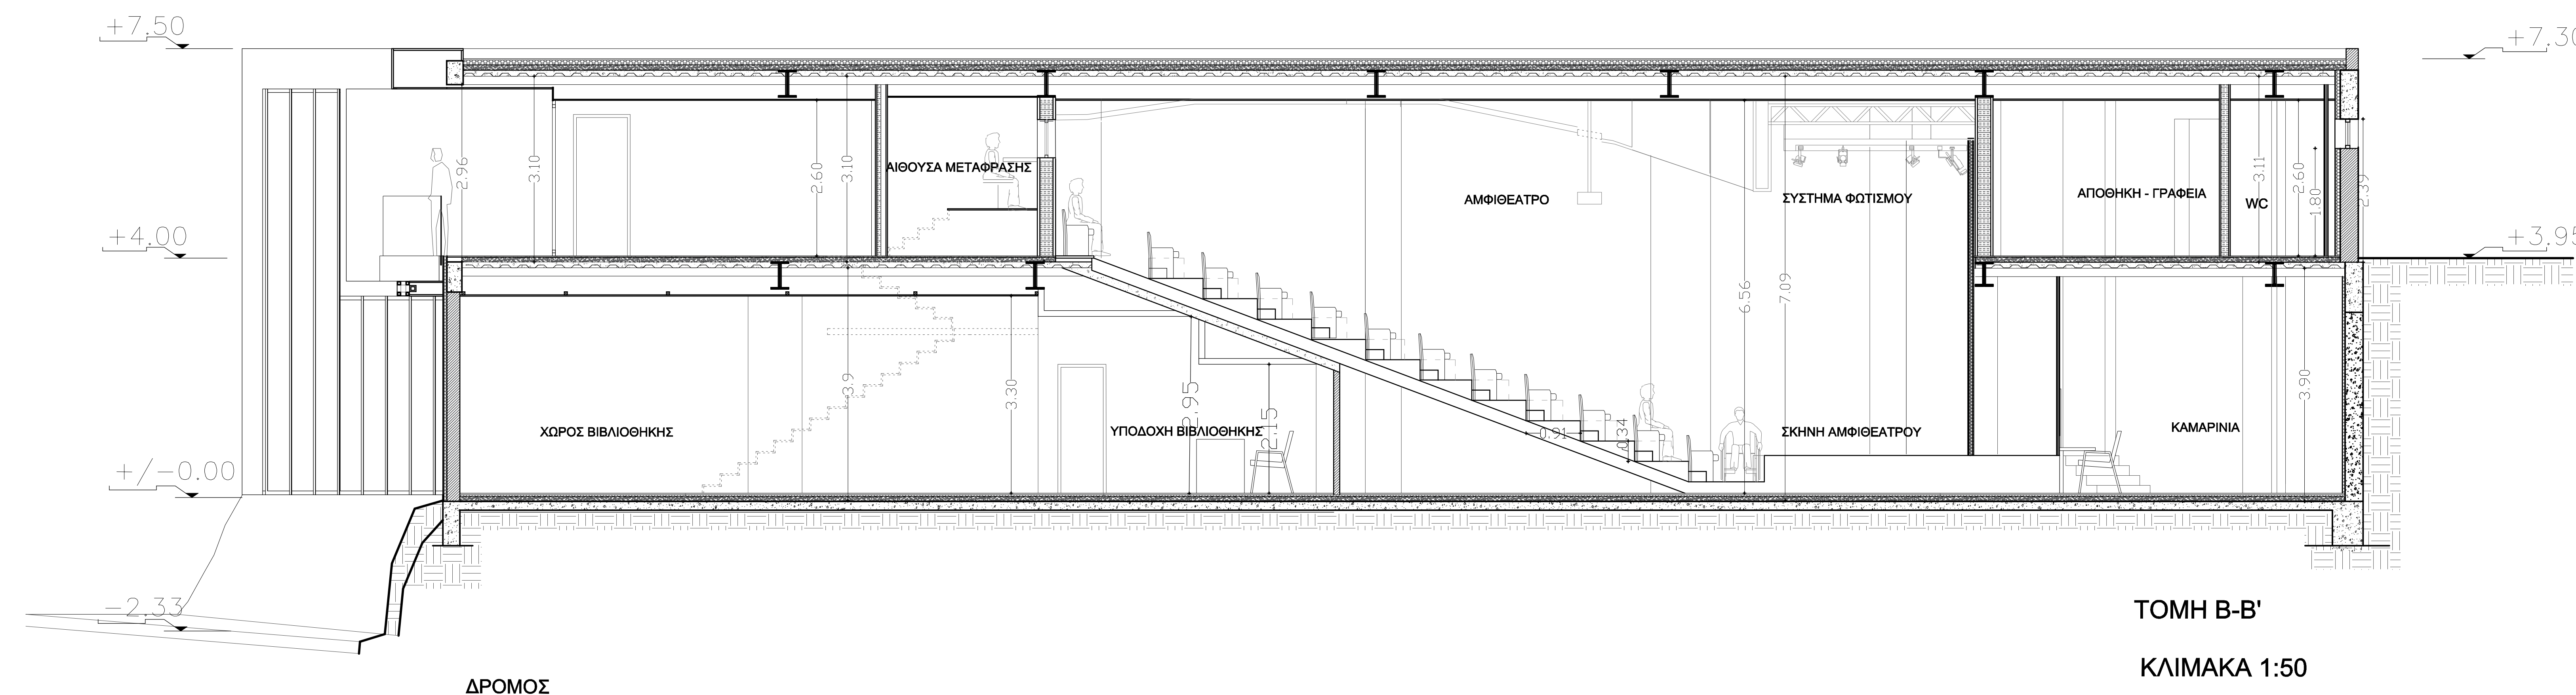 +7.50
+7.30
2.96
3.10
2.60
3.10
ΑΙΘΟΥΣΑ ΜΕΤΑΦΡΑΣΗΣ
ΑΜΦΙΘΕΑΤΡΟ
ΣΥΣΤΗΜΑ ΦΩΤΙΣΜΟΥ
ΑΠΟΘΗΚΗ - ΓΡΑΦΕΙΑ
WC
3.11
2.60
1.80
2.39
+4.00
+3.95
6.56
7.09
3.9
3.30
2.95
2.15
0.91
0.34
3.90
ΧΩΡΟΣ ΒΙΒΛΙΟΘΗΚΗΣ
ΥΠΟΔΟΧΗ ΒΙΒΛΙΟΘΗΚΗΣ
ΣΚΗΝΗ ΑΜΦΙΘΕΑΤΡΟΥ
ΚΑΜΑΡΙΝΙΑ
+/-0.00
-2.33
ΤΟΜΗ Β-Β'
ΚΛΙΜΑΚΑ 1:50
ΔΡΟΜΟΣ